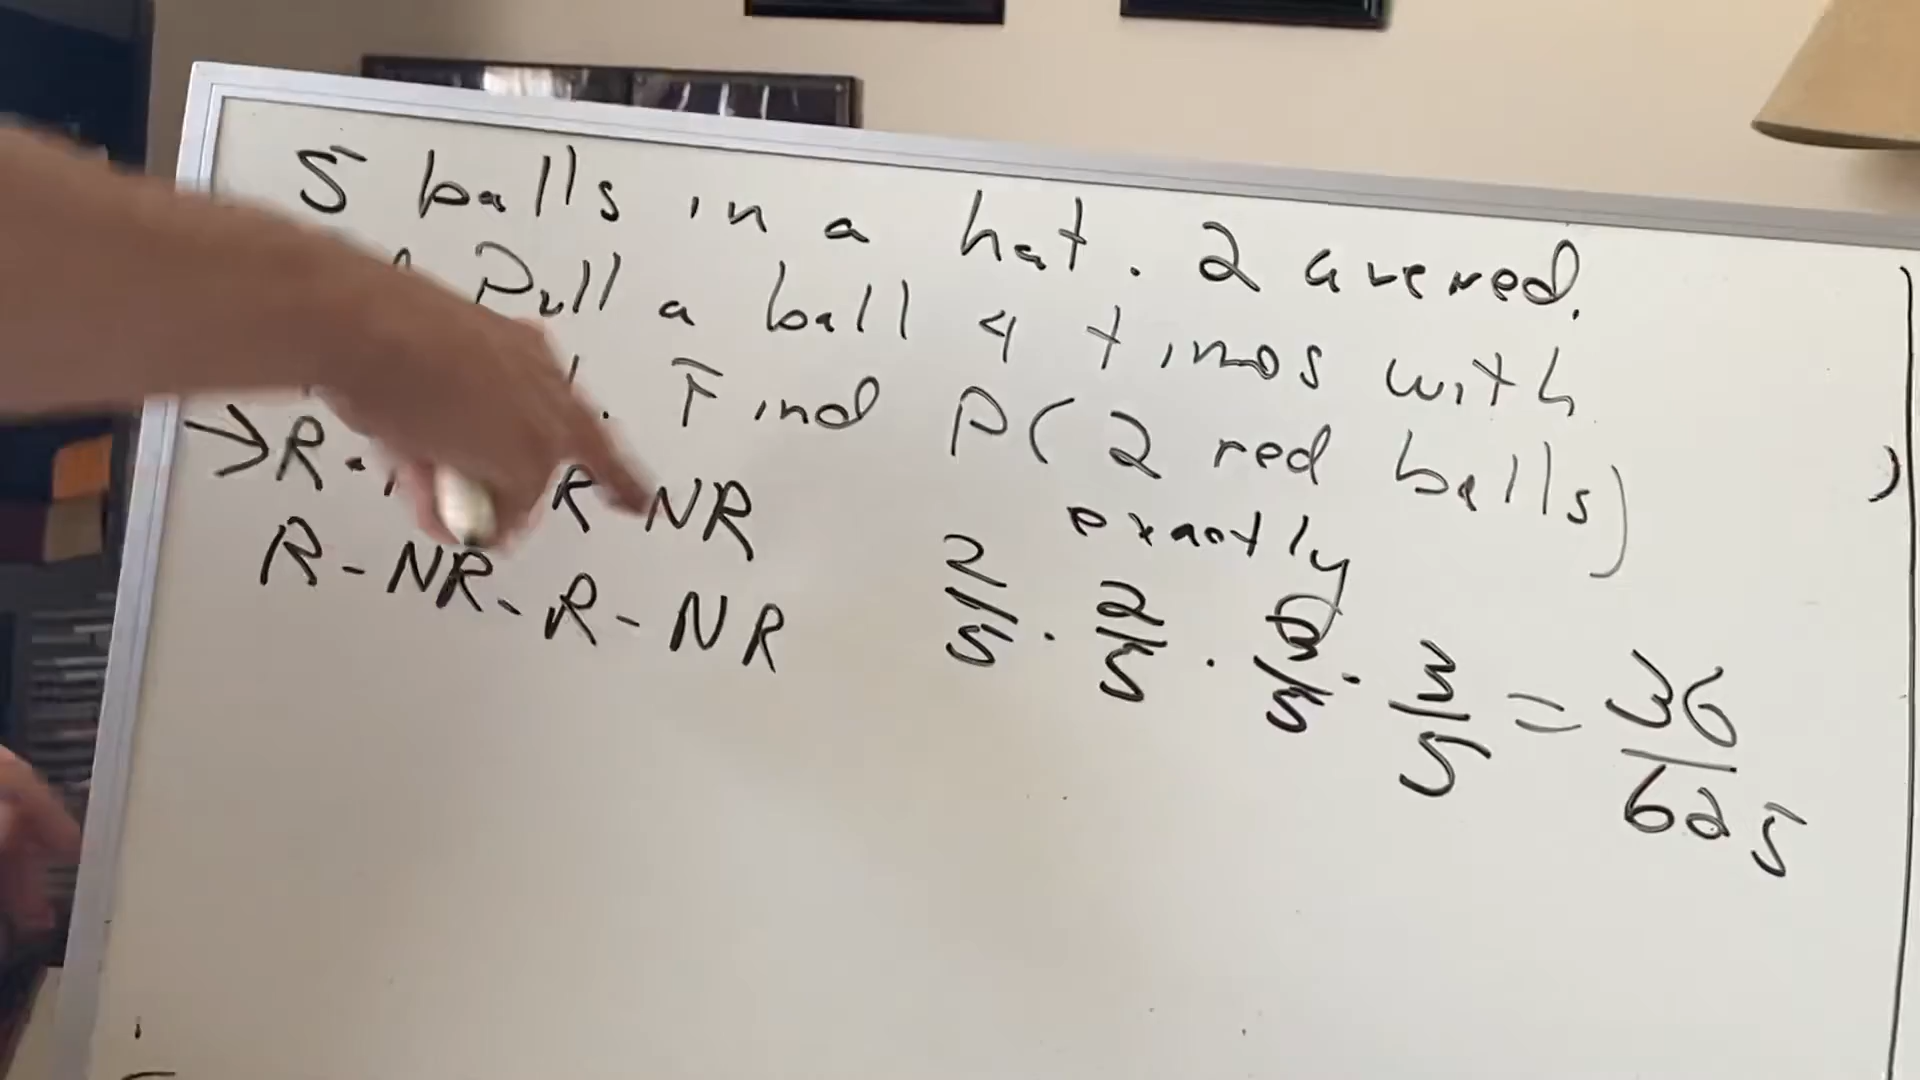 5 balls in a hat. 2 are red.
Pull a ball 4 times with
Find P(2 red balls)
exactly
R - NR
R - NR - R - NR
2/5 · 2/5 · 3/5 · 3/5 = 36/625